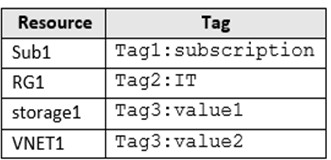 Resource Tag
Sub1 Tag1:subscription
RG1 Tag2:IT
storage1 Tag3:value1
VNET1 Tag3:value2